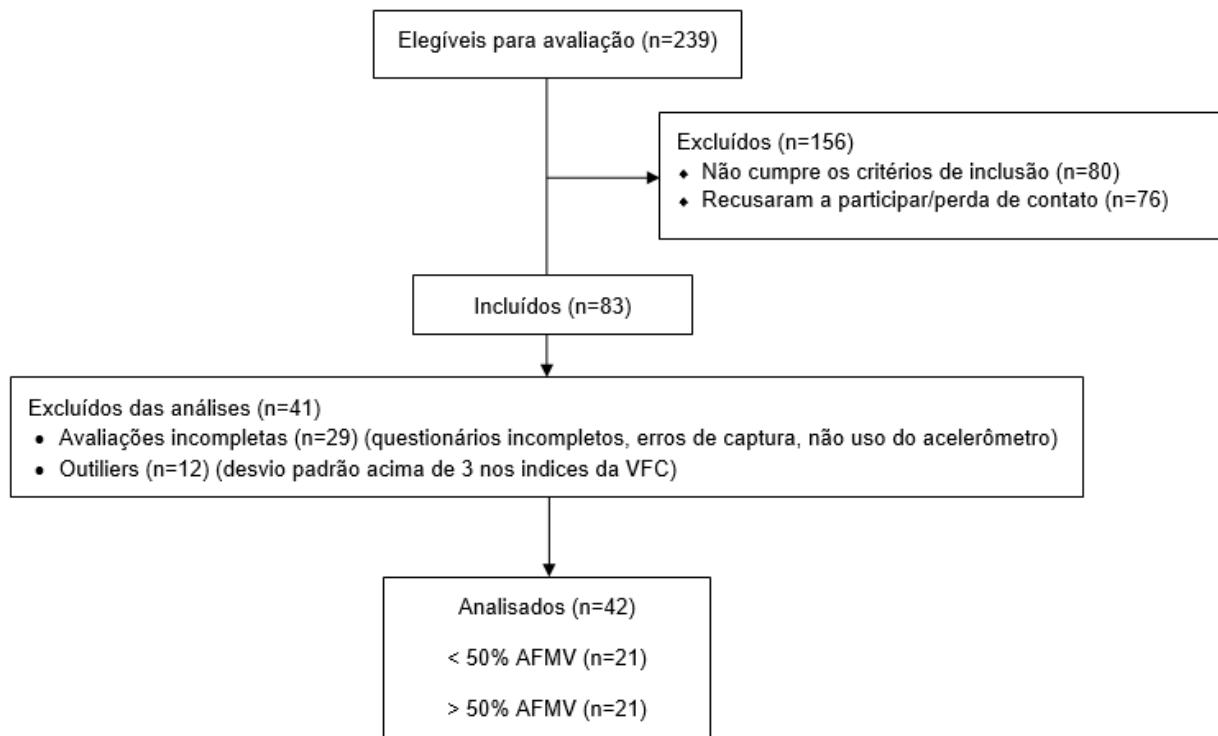 Elegíveis para avaliação (n=239)
Excluídos (n=156)
⬥ Não cumpre os critérios de inclusão (n=80)
⬥ Recusaram a participar/perda de contato (n=76)
Incluídos (n=83)
Excluídos das análises (n=41)
• Avaliações incompletas (n=29) (questionários incompletos, erros de captura, não uso do acelerômetro)
• Outiliers (n=12) (desvio padrão acima de 3 nos indices da VFC)
Analisados (n=42)
< 50% AFMV (n=21)
> 50% AFMV (n=21)